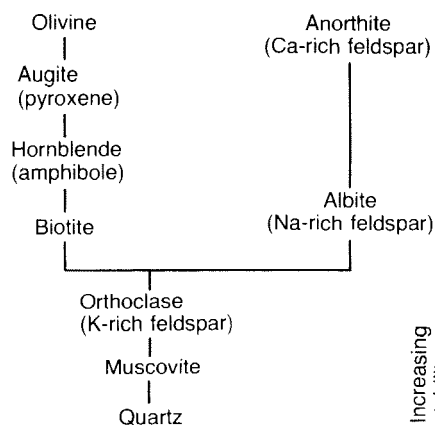 Olivine
Anorthite
(Ca-rich feldspar)
Augite
(pyroxene)
Hornblende
(amphibole)
Albite
(Na-rich feldspar)
Biotite
Orthoclase
(K-rich feldspar)
Muscovite
Quartz
Increasing